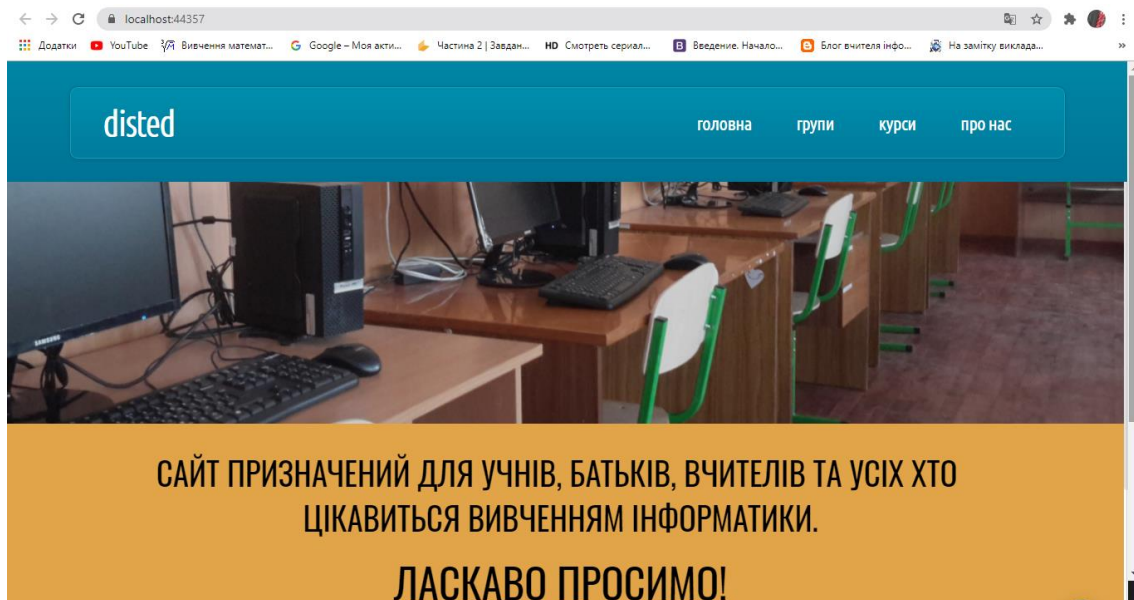 localhost:44357
Додатки YouTube Вивчення математ... Google – Моя акти... Частина 2 | Завдан... HD Смотреть сериал... B Введение. Начало... Блог вчителя інфо... На замітку виклада... »
disted головна групи курси про нас
SAMSUNG
САЙТ ПРИЗНАЧЕНИЙ ДЛЯ УЧНІВ, БАТЬКІВ, ВЧИТЕЛІВ ТА УСІХ ХТО
ЦІКАВИТЬСЯ ВИВЧЕННЯМ ІНФОРМАТИКИ.
ЛАСКАВО ПРОСИМО!